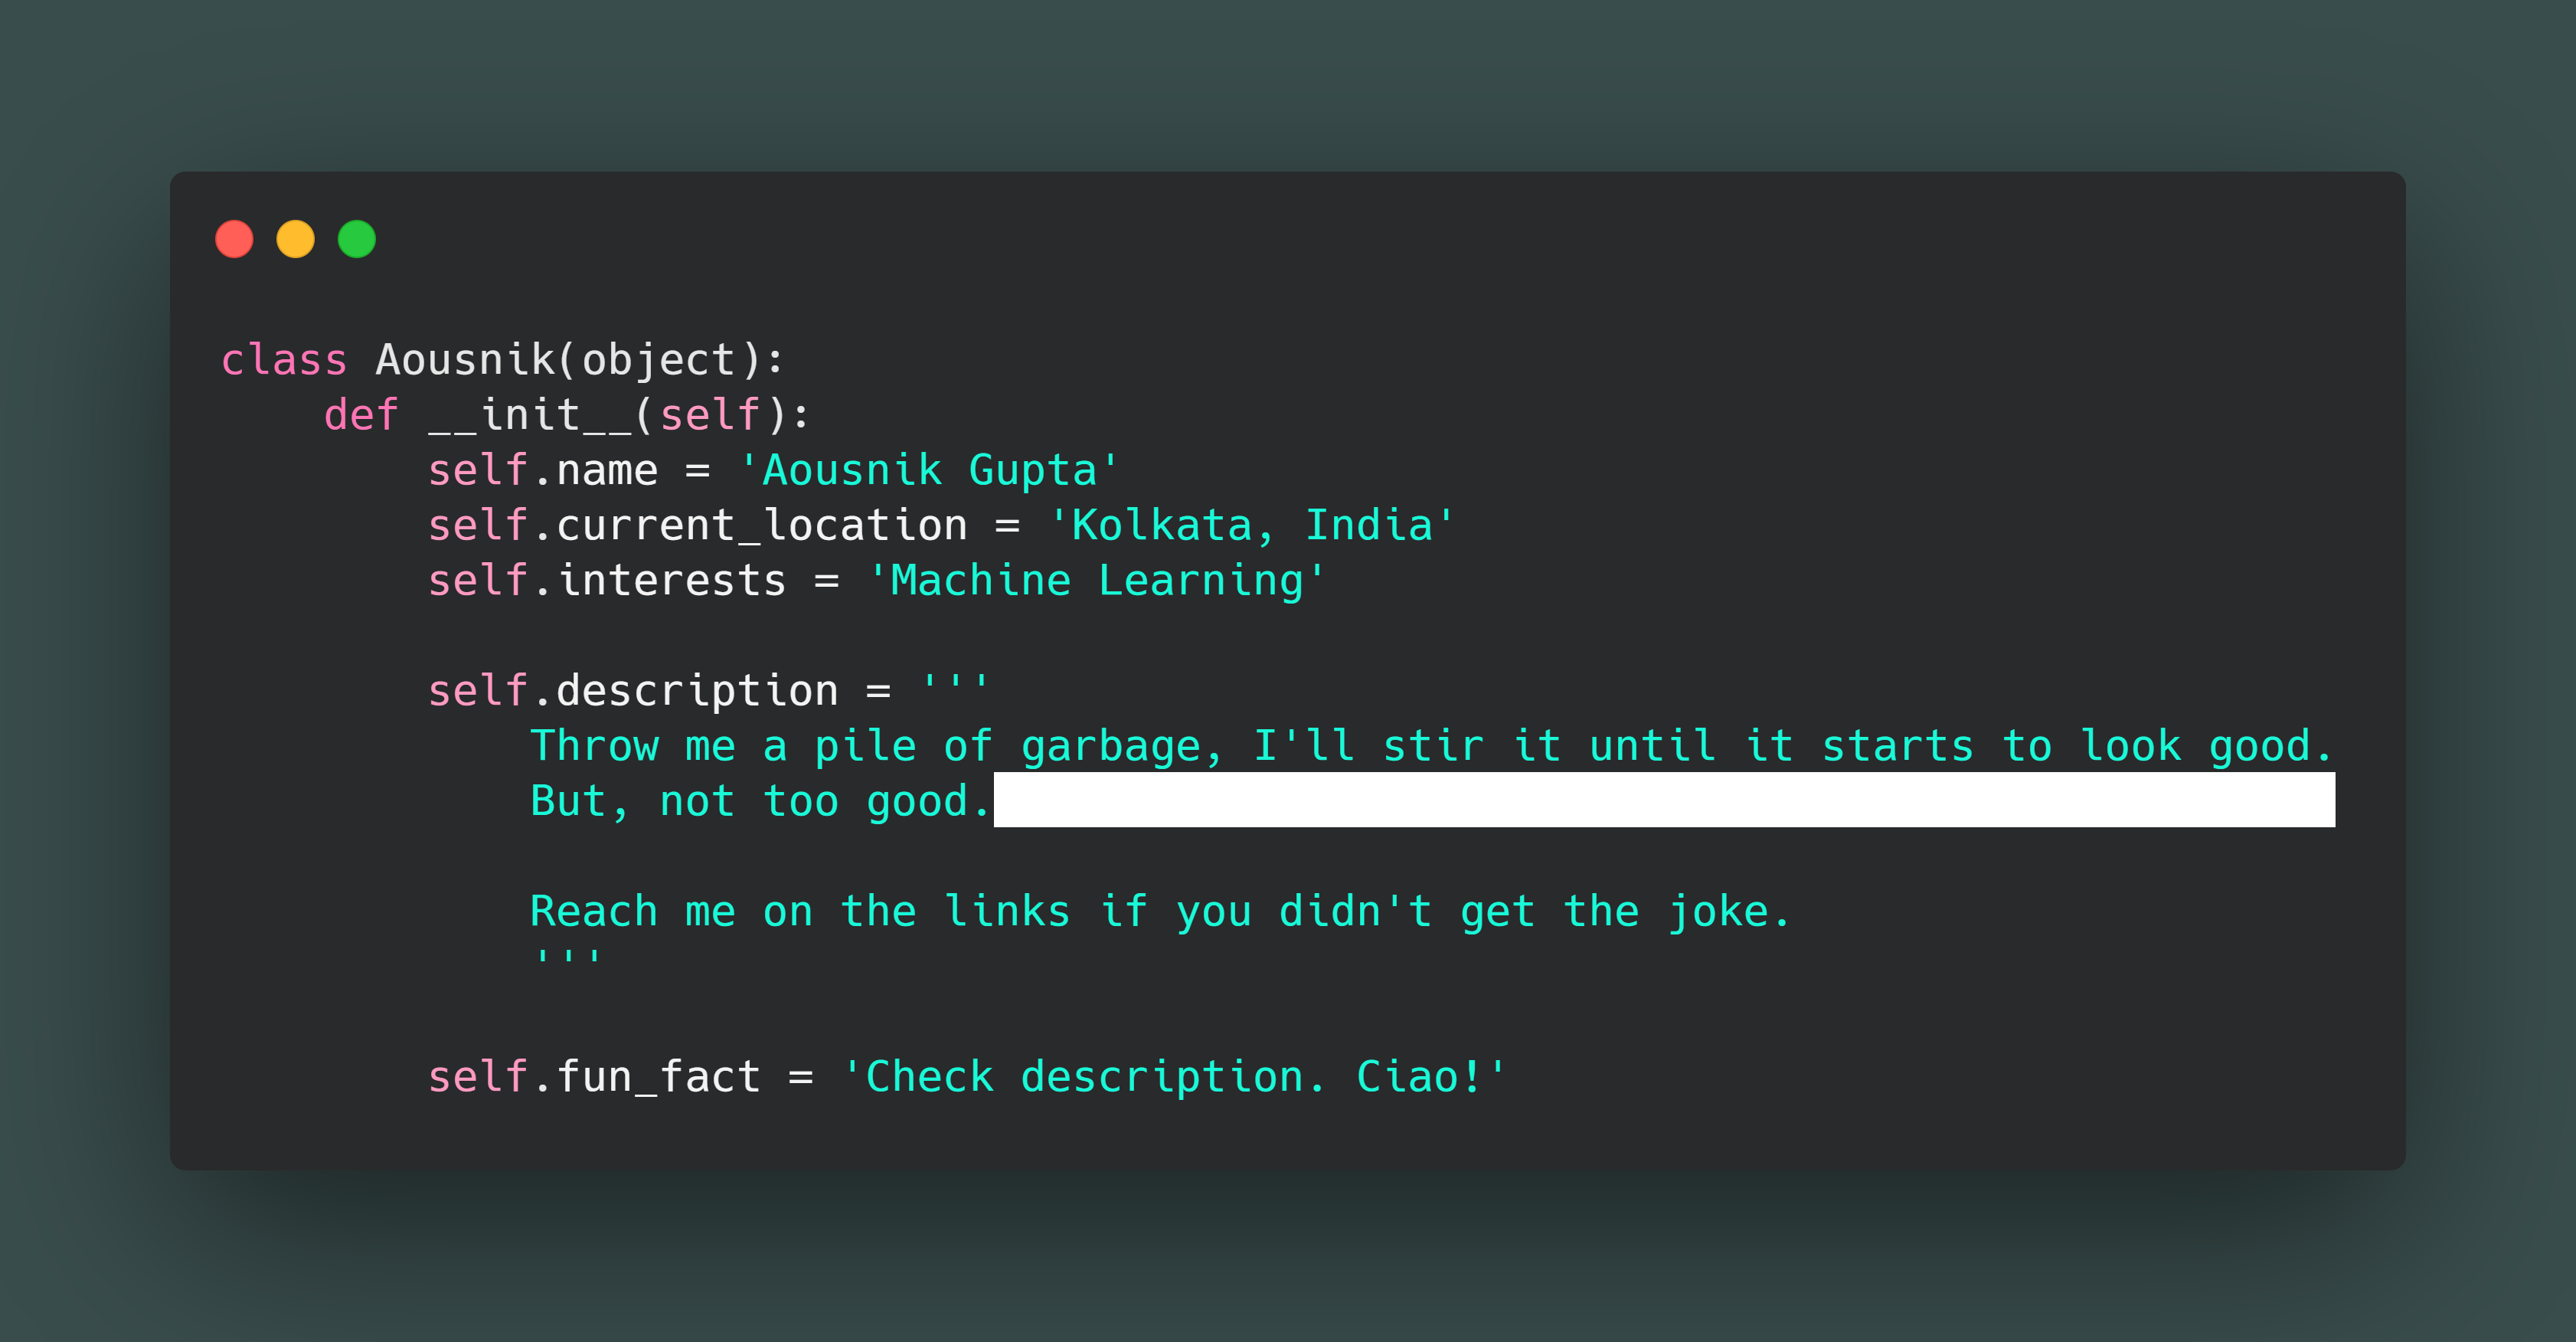 class Aousnik(object):
    def __init__(self):
        self.name = 'Aousnik Gupta'
        self.current_location = 'Kolkata, India'
        self.interests = 'Machine Learning'
        self.description = '''
            Throw me a pile of garbage, I'll stir it until it starts to look good.
            But, not too good.
            Reach me on the links if you didn't get the joke.
            '''
        self.fun_fact = 'Check description. Ciao!'